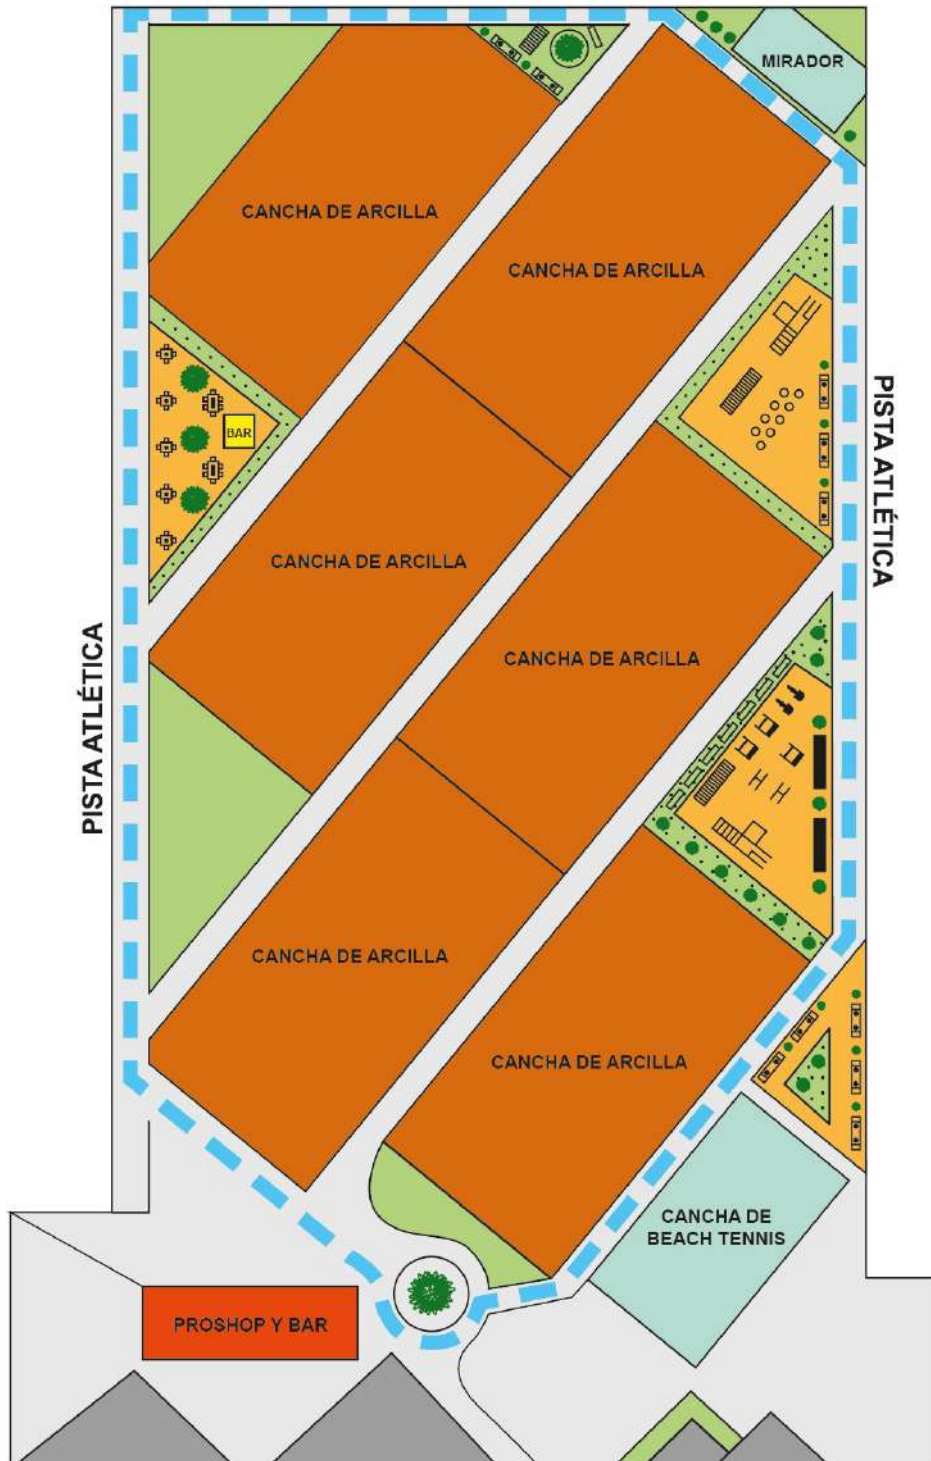 MIRADOR
CANCHA DE ARCILLA
CANCHA DE ARCILLA
PISTA ATLÉTICA
BAR
CANCHA DE ARCILLA
CANCHA DE ARCILLA
PISTA ATLÉTICA
CANCHA DE ARCILLA
CANCHA DE ARCILLA
CANCHA DE
BEACH TENNIS
PROSHOP Y BAR